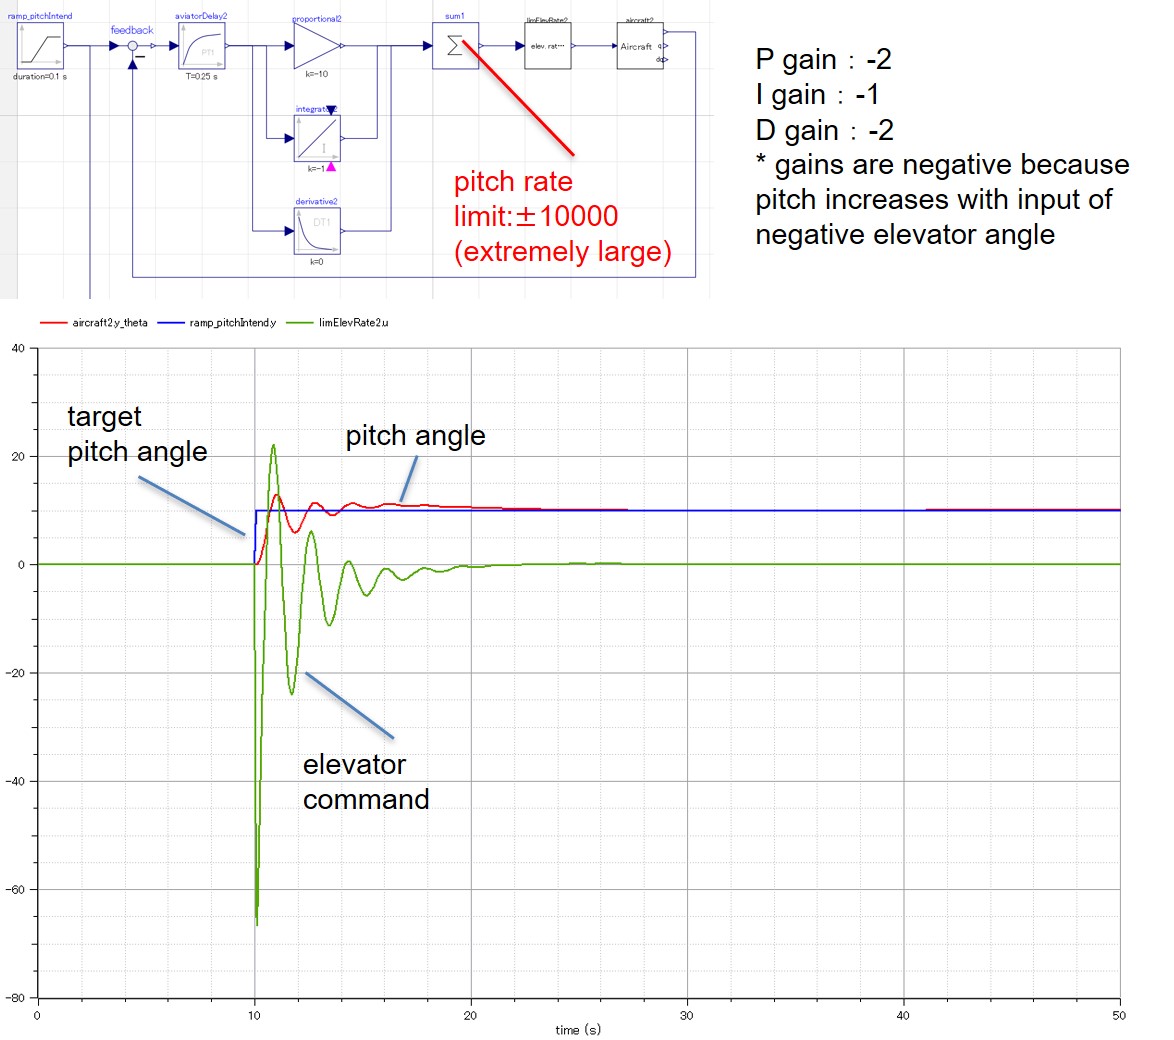 ramp_pitchIntend
feedback
aviatorDelay2
proportional2
sum1
limElevRate2
aircraft2
PT1
elev. rat...
Aircraft
q
dq
duration=0.1 s
T=0.25 s
k=-10
I
k=-1
derivative2
DT1
k=0
pitch rate
limit:±10000
(extremely large)
P gain : -2
I gain : -1
D gain : -2
* gains are negative because
pitch increases with input of
negative elevator angle
aircraft2.y_theta
ramp_pitchIntend.y
limElevRate2.u
target
pitch angle
pitch angle
elevator
command
40
20
0
-20
-40
-60
-80
0
10
20
30
40
50
time (s)